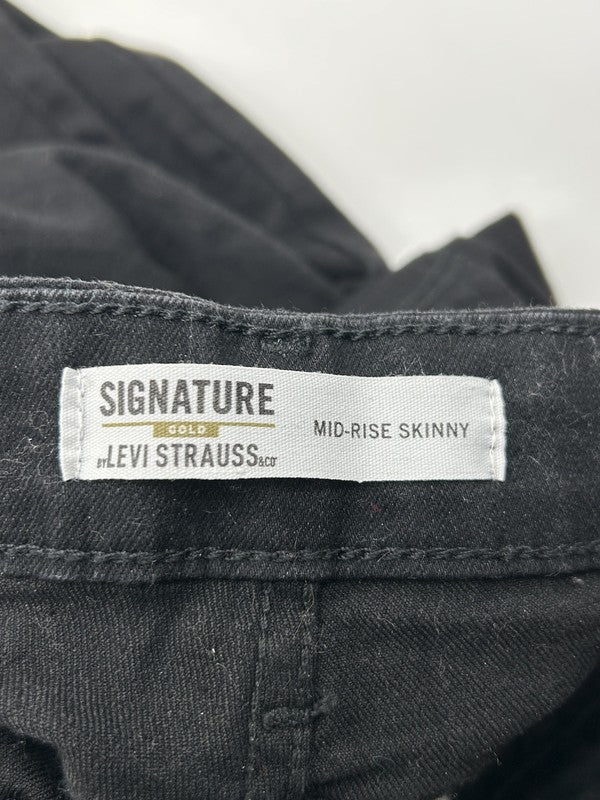 SIGNATURE
GOLD
BY LEVI STRAUSS & CO
MID-RISE SKINNY